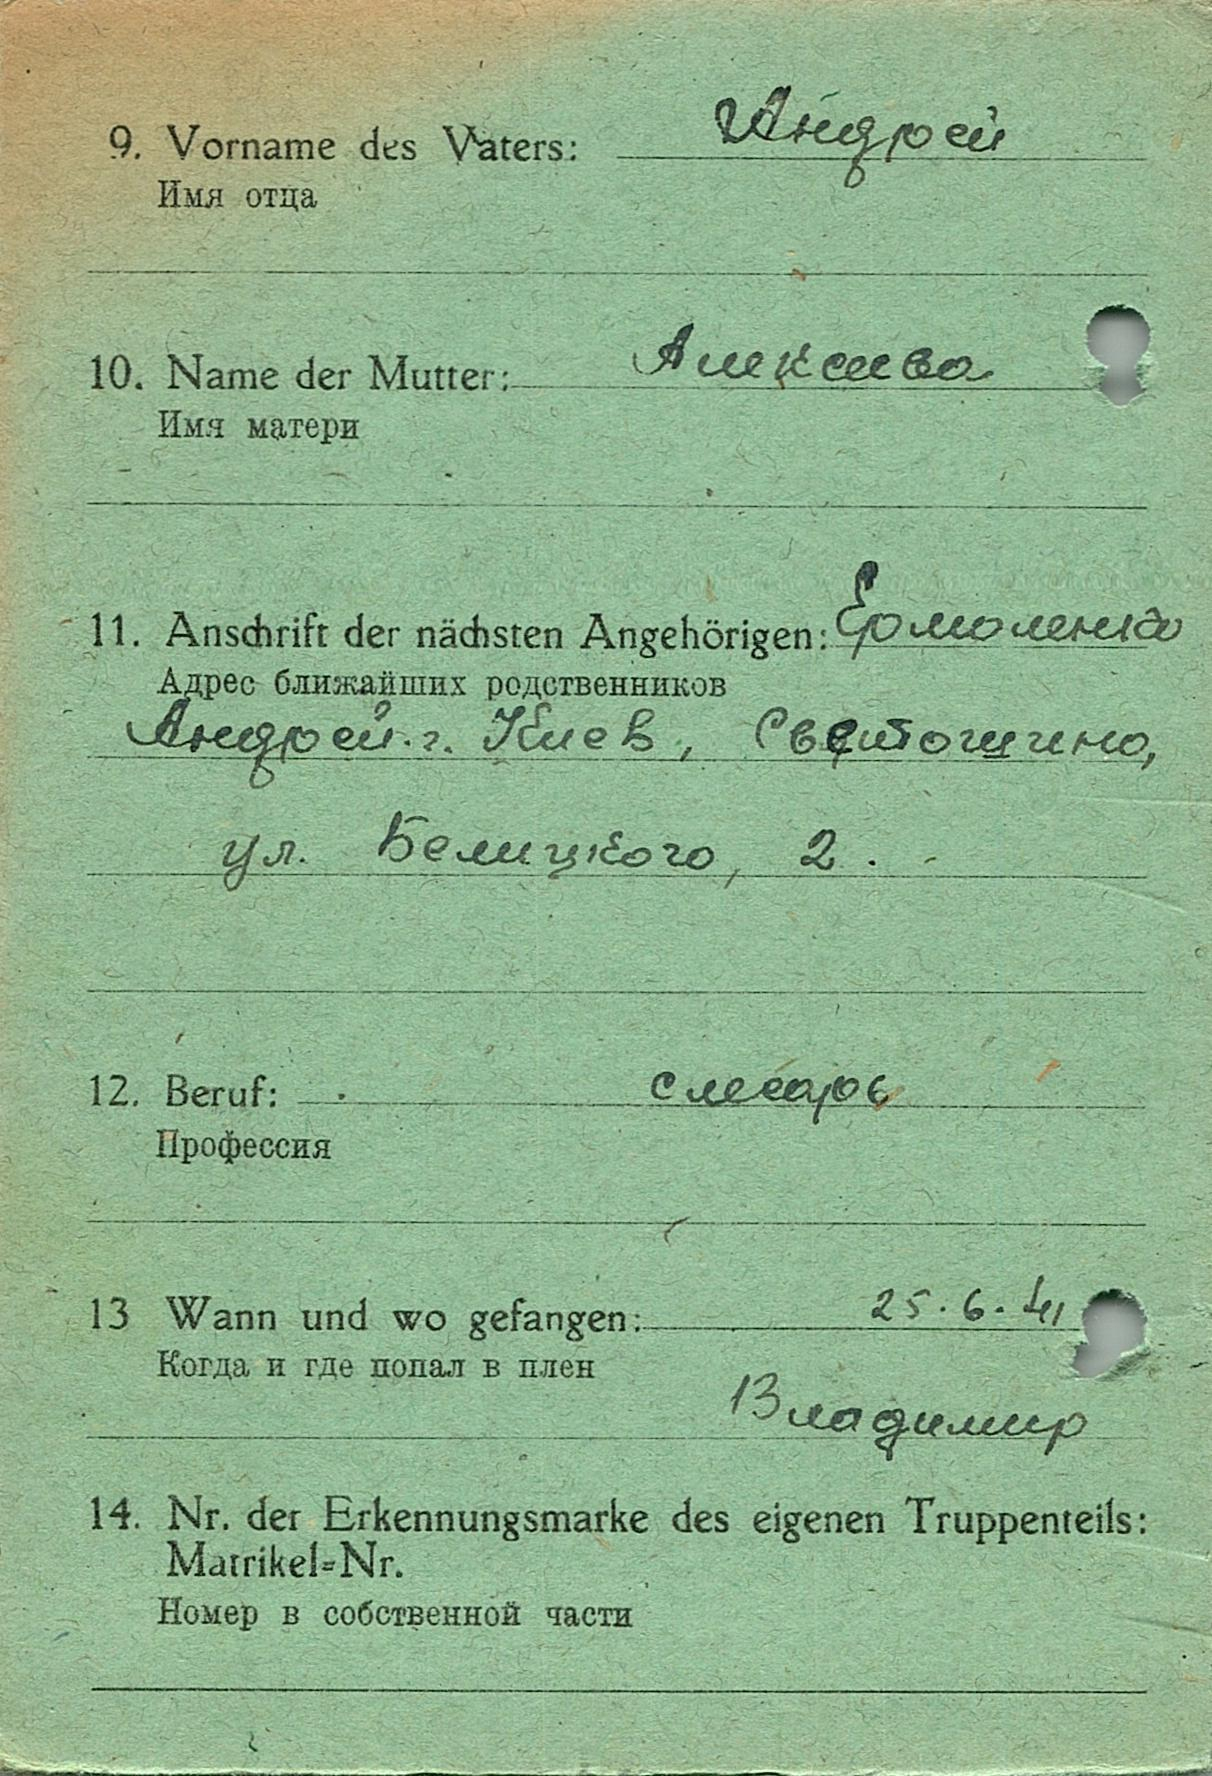 9. Vorname des Vaters: Андрей
Имя отца
10. Name der Mutter: Алексеева
Имя матери
11. Anschrift der nächsten Angehörigen: Ермоленко
Адрес ближайших родственников
Андрей. г. Киев, Святошино,
ул. Белицкого, 2.
12. Beruf: слесарь
Профессия
13 Wann und wo gefangen: 25.6.41
Когда и где попал в плен
Владимир
14. Nr. der Erkennungsmarke des eigenen Truppenteils:
Matrikel-Nr.
Номер в собственной части